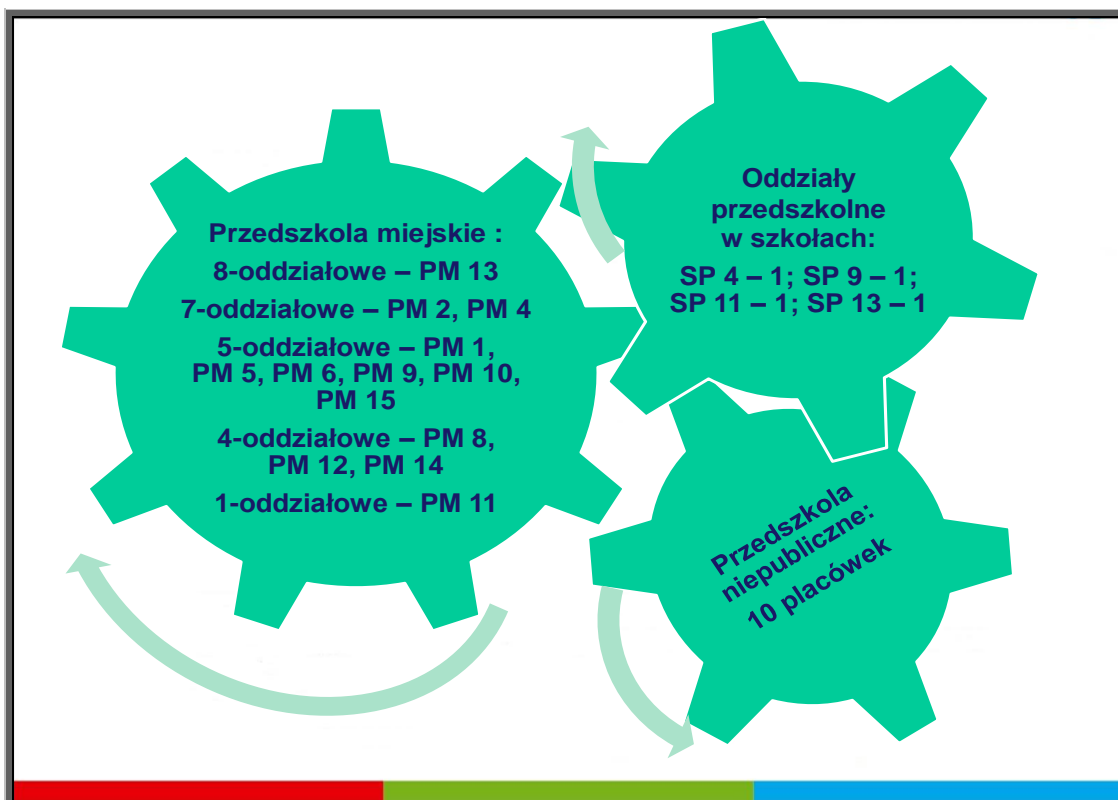 Przedszkola miejskie :
8-oddziałowe – PM 13
7-oddziałowe – PM 2, PM 4
5-oddziałowe – PM 1,
PM 5, PM 6, PM 9, PM 10,
PM 15
4-oddziałowe – PM 8,
PM 12, PM 14
1-oddziałowe – PM 11
Oddziały
przedszkolne
w szkołach:
SP 4 – 1; SP 9 – 1;
SP 11 – 1; SP 13 – 1
Przedszkola
niepubliczne:
10 placówek